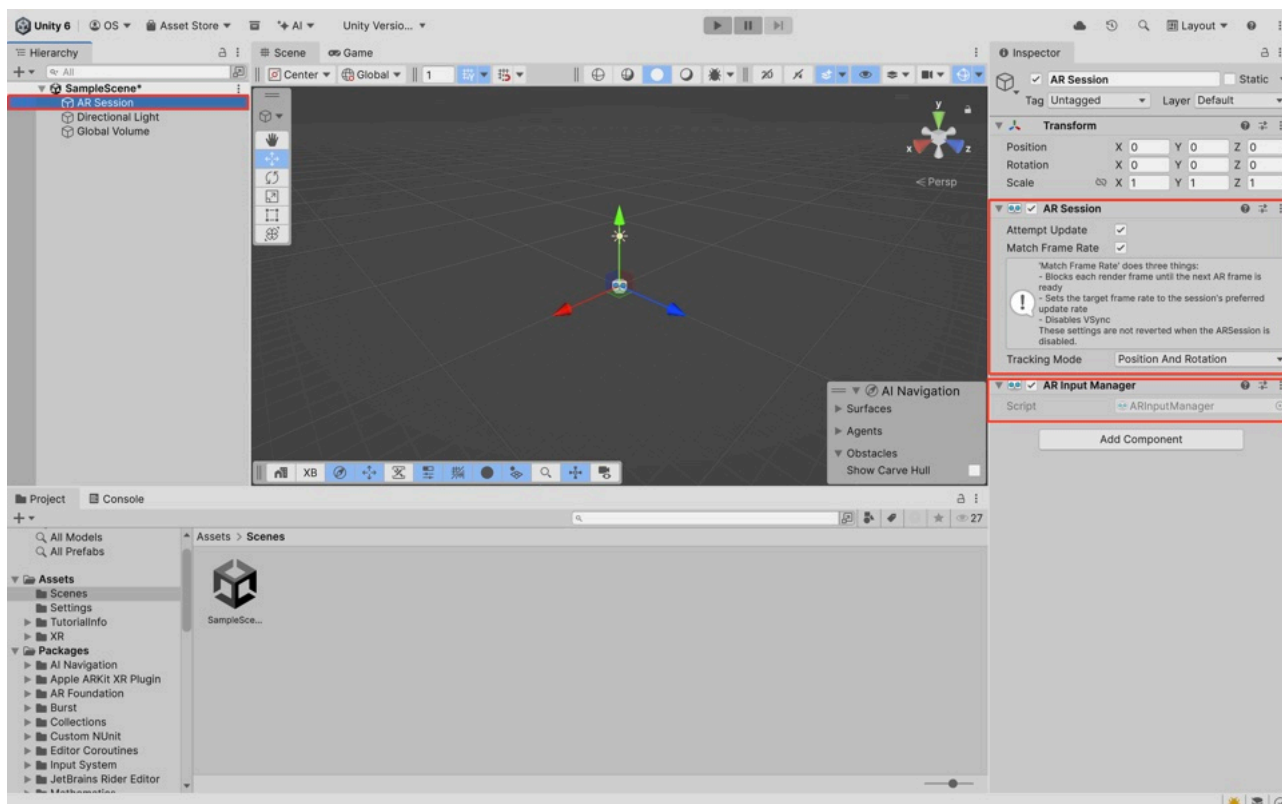 Unity 6 OS Asset Store AI Unity Versio... Layout
Hierarchy
All
SampleScene*
AR Session
Directional Light
Global Volume
Scene Game
Center Global 1 2D
y
x z
Persp
AI Navigation
Surfaces
Agents
Obstacles
Show Carve Hull
XB
Inspector
AR Session Static
Tag Untagged Layer Default
Transform
Position X 0 Y 0 Z 0
Rotation X 0 Y 0 Z 0
Scale X 1 Y 1 Z 1
AR Session
Attempt Update
Match Frame Rate
'Match Frame Rate' does three things:
- Blocks each render frame until the next AR frame is
ready
- Sets the target frame rate to the session's preferred
update rate
- Disables VSync
These settings are not reverted when the ARSession is
disabled.
Tracking Mode Position And Rotation
AR Input Manager
Script ARInputManager
Add Component
Project Console
27
All Models
All Prefabs
Assets
Scenes
Settings
TutorialInfo
XR
Packages
AI Navigation
Apple ARKit XR Plugin
AR Foundation
Burst
Collections
Custom NUnit
Editor Coroutines
Input System
JetBrains Rider Editor
Mathematics
Assets > Scenes
SampleSce...